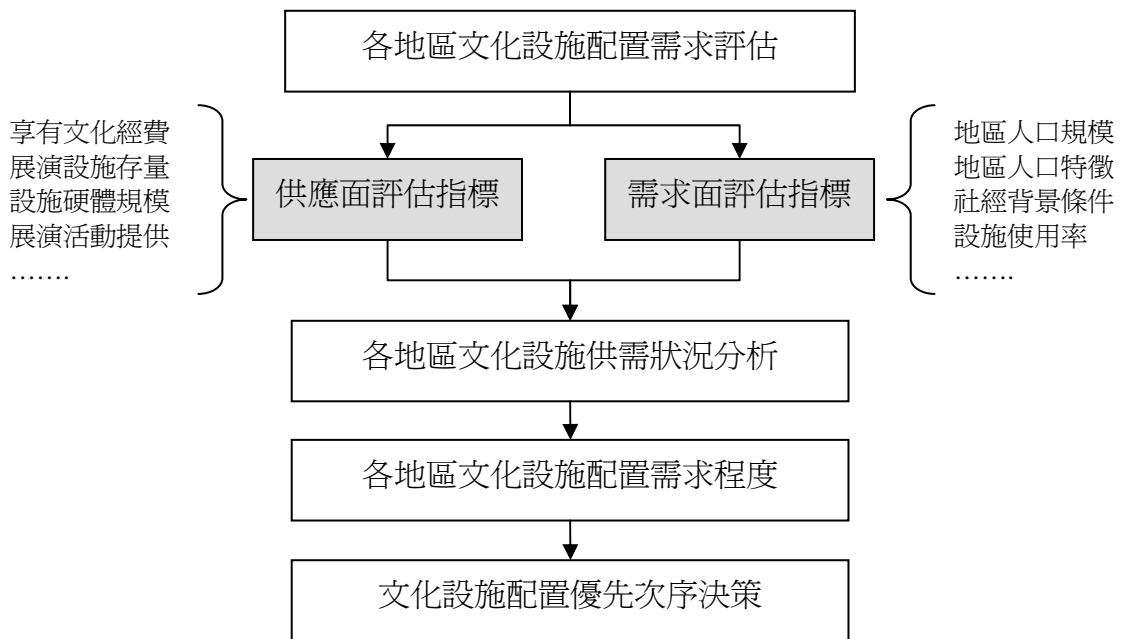 各地區文化設施配置需求評估
享有文化經費
展演設施存量
設施硬體規模
展演活動提供
.......
供應面評估指標
需求面評估指標
地區人口規模
地區人口特徵
社經背景條件
設施使用率
.......
各地區文化設施供需狀況分析
各地區文化設施配置需求程度
文化設施配置優先次序決策